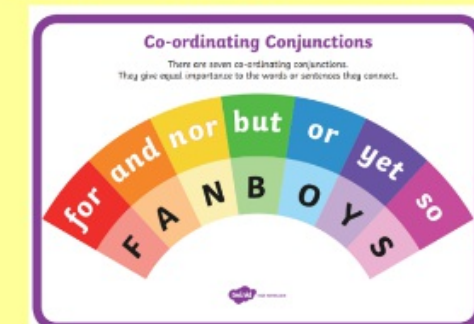 Co-ordinating Conjunctions
There are seven co-ordinating conjunctions.
They give equal importance to the words or sentences they connect.
for and nor but or yet so
F A N B O Y S